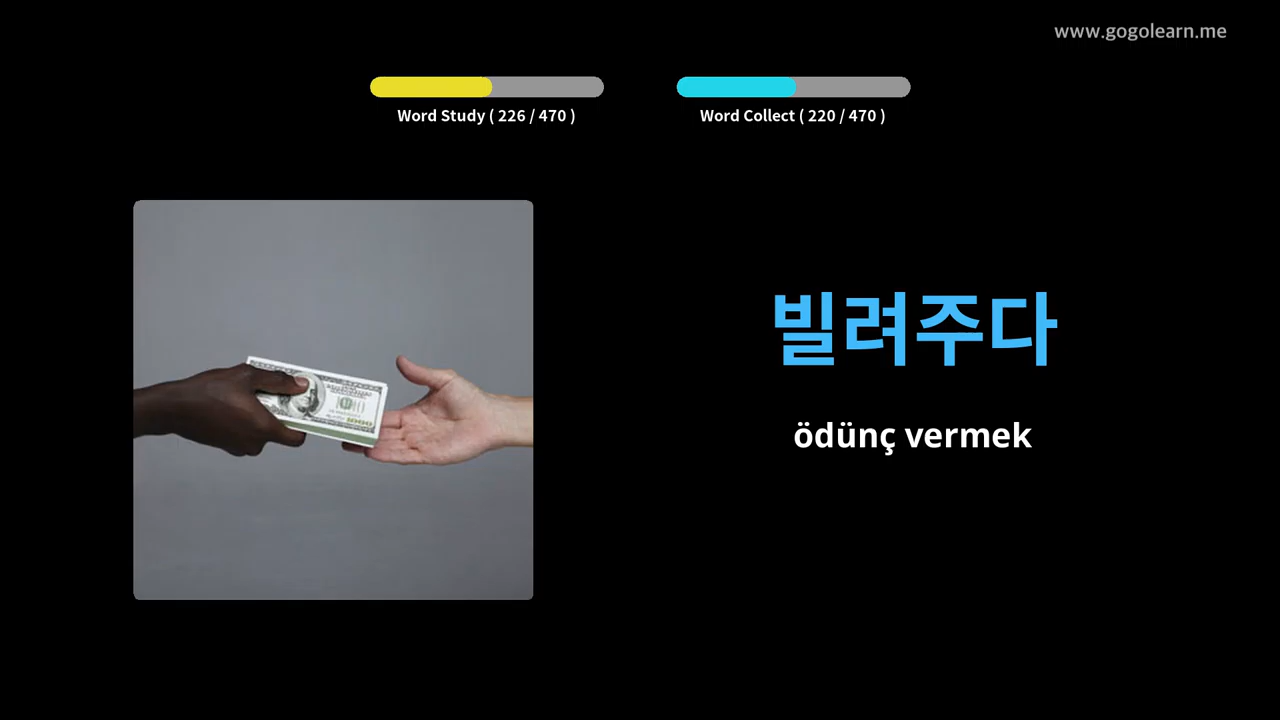 www.gogolearn.me
Word Study ( 226 / 470 )
Word Collect ( 220 / 470 )
빌려주다
ödünç vermek